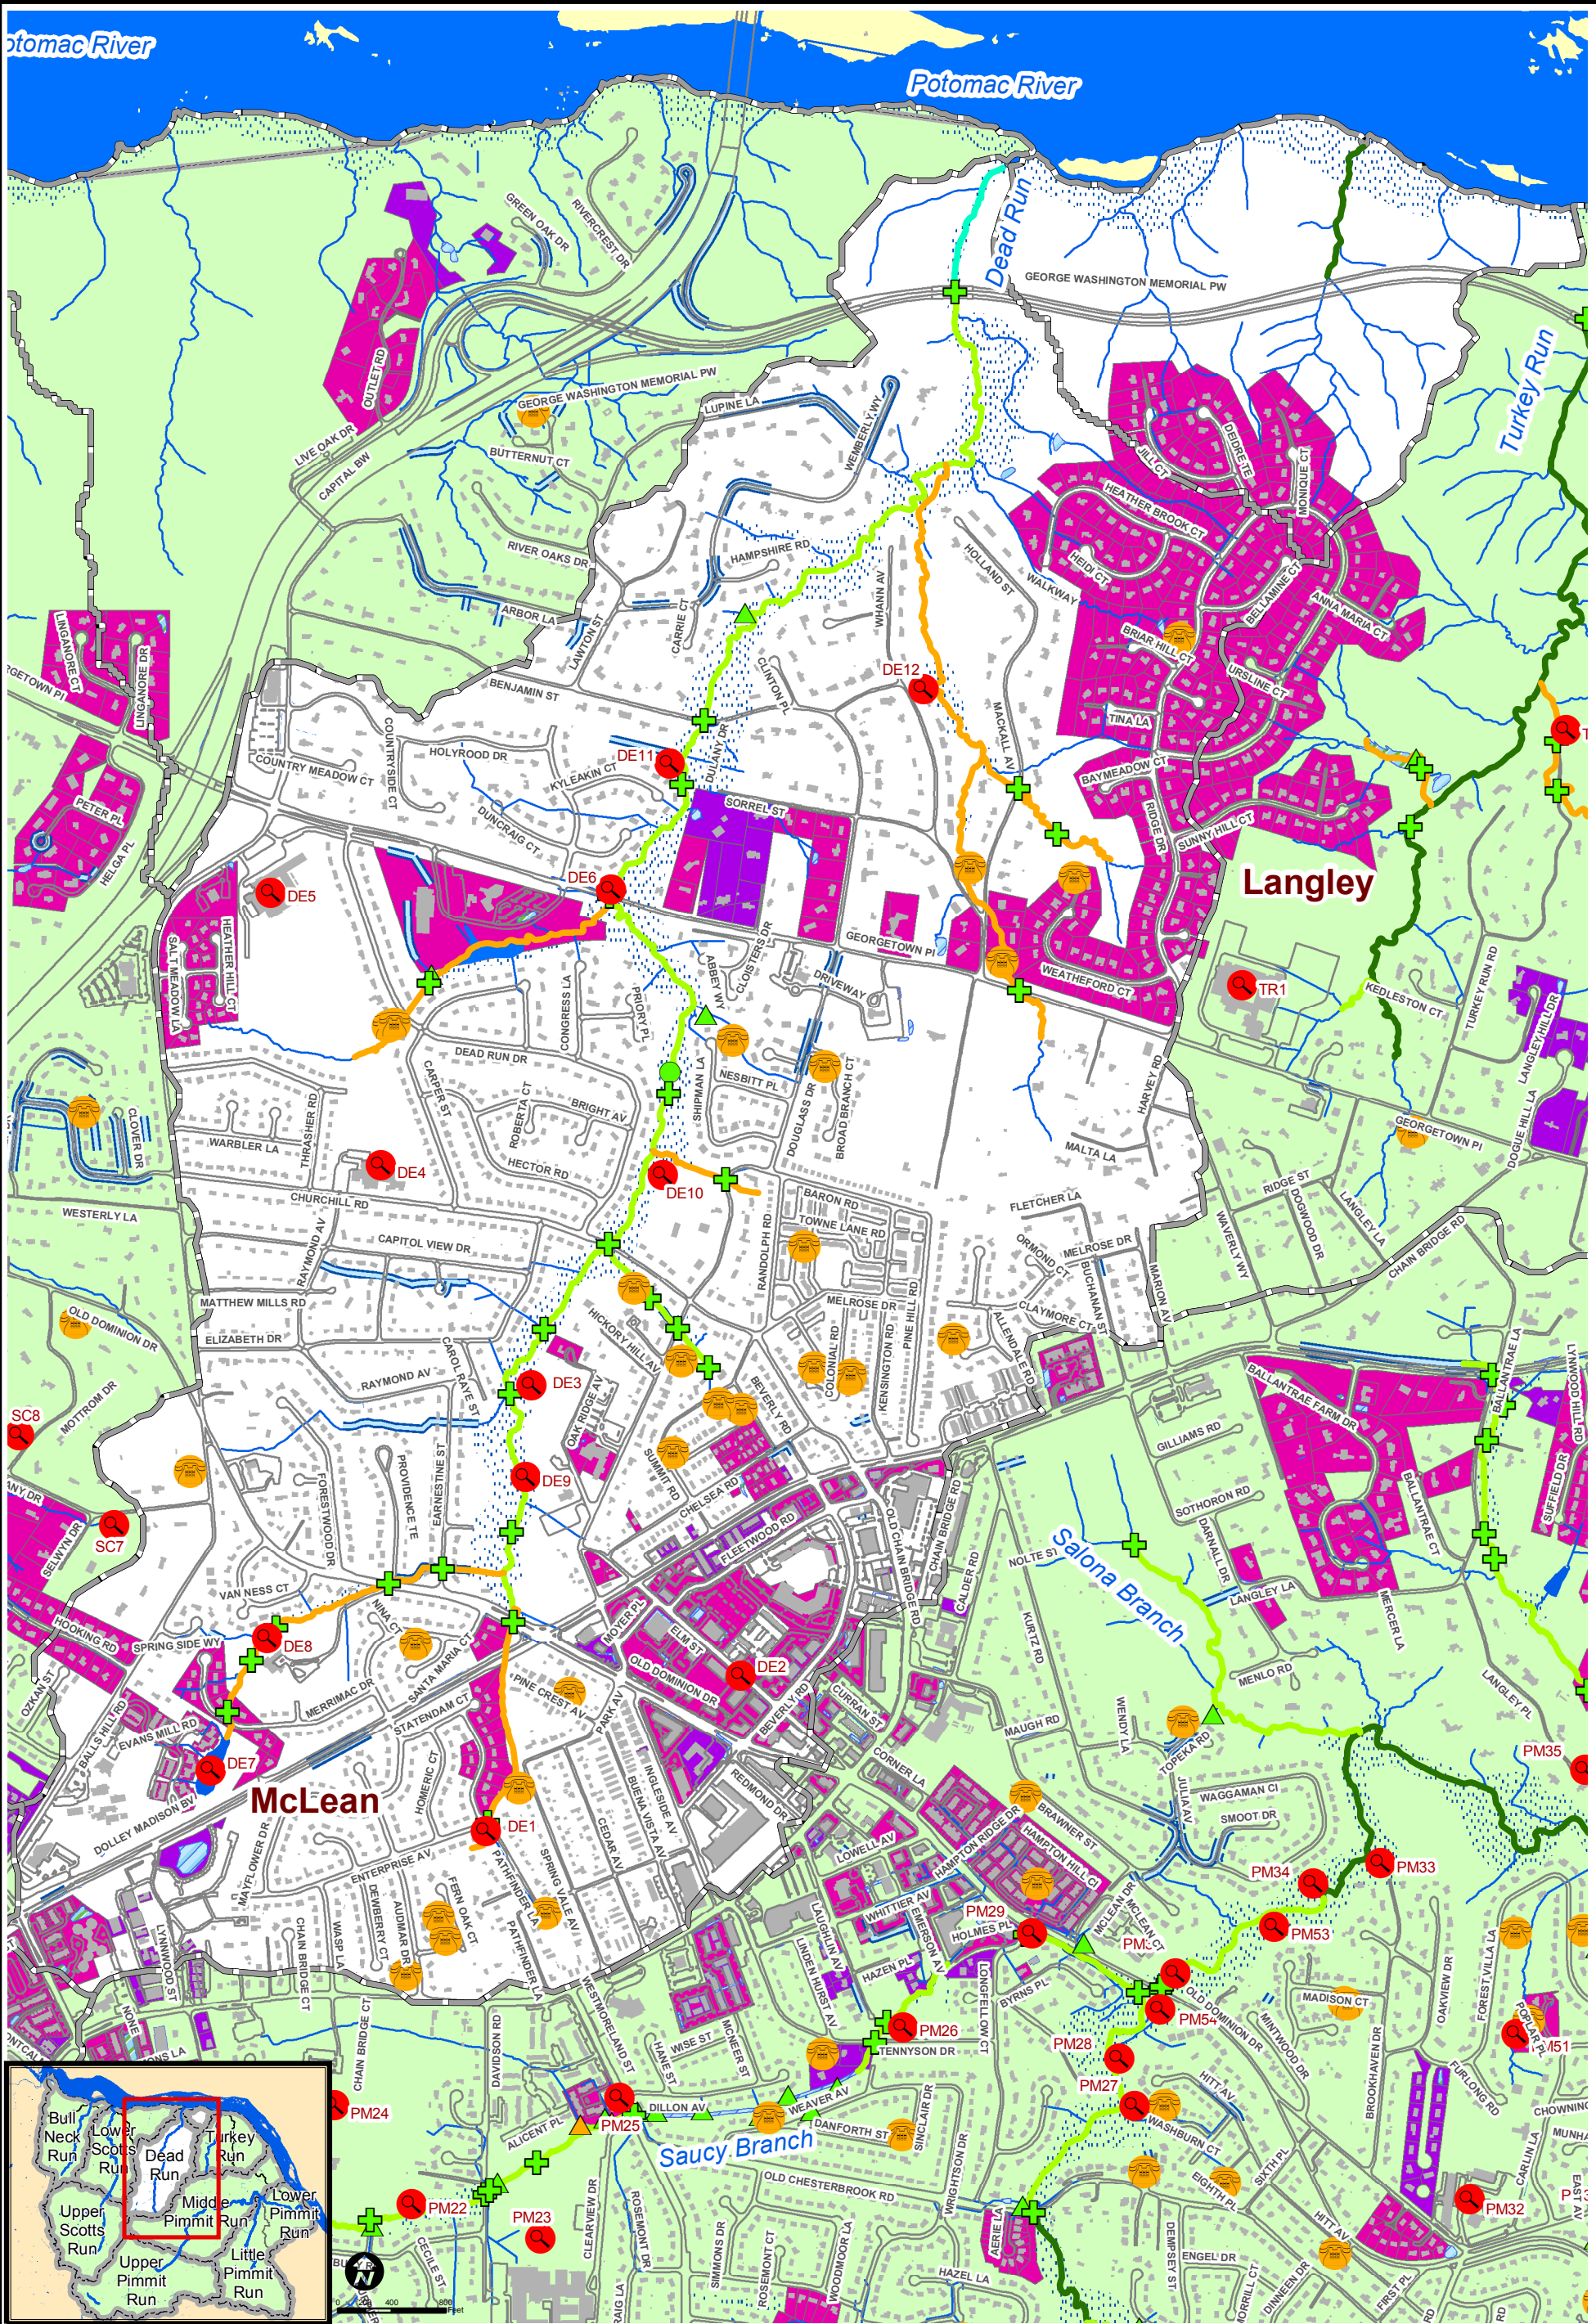 otomac River
Potomac River
Dead Run
GEORGE WASHINGTON MEMORIAL PW
Turkey Run
GREEN OAK DR
RIVERCREST DR
OUTLET RD
LIVE OAK DR
CAPITAL BW
GEORGE WASHINGTON MEMORIAL PW
LUPINE LA
WEMBERLY WY
BUTTERNUT CT
JILL CT
DEIDRE TE
MONIQUE CT
HEATHER BROOK CT
RIVER OAKS DR
HAMPSHIRE RD
HOLLAND ST
HEIDI CT
WALKWAY
BELLAMINE CT
ANNA MARIA CT
ARBOR LA
LAWTON ST
CARRIE CT
WHANN AV
BRIAR HILL CT
LINGANORE CT
LINGANORE DR
RGETOWN PI
BENJAMIN ST
CLINTON PL
DE12
URSLINE CT
TINA LA
MACKALL AV
COUNTRYSIDE CT
HOLYROOD DR
COUNTRY MEADOW CT
KYLEAKIN CT
DE11
DULANY DR
BAYMEADOW CT
PETER PL
HELGA PL
DUNCRAIG CT
SORREL ST
RIDGE DR
SUNNY HILL CT
DE5
DE6
Langley
SALT MEADOW LA
HEATHER HILL CT
GEORGETOWN PI
ABBEY WY
CLOISTERS DR
DRIVEWAY
WEATHEFORD CT
TR1
KEDLESTON CT
TURKEY RUN RD
LANGLEY HILL DR
CONGRESS LA
PRIORY PL
DEAD RUN DR
CARPER ST
NESBITT PL
SHIPMAN LA
DOUGLASS DR
BROAD BRANCH CT
HARVEY RD
ROBERTA CT
BRIGHT AV
CLOVER DR
WARBLER LA
THRASHER RD
HECTOR RD
DE4
DE10
MALTA LA
GEORGETOWN PI
DOGUE HILL LA
CHURCHILL RD
WESTERLY LA
RAYMOND AV
CAPITOL VIEW DR
BARON RD
TOWNE LANE RD
RANDOLPH RD
FLETCHER LA
RIDGE ST
DOGWOOD DR
LANGLEY LA
WAVERLY WY
CHAIN BRIDGE RD
ORMOND CT
MELROSE DR
BUCHANAN ST
MARION AV
MATTHEW MILLS RD
OLD DOMINION DR
ELIZABETH DR
MELROSE DR
PINE HILL RD
CLAYMORE CT
ALLENDALE RD
HICKORY HILL AV
COLONIAL RD
KENSINGTON RD
CAROL RAYE ST
RAYMOND AV
DE3
OAK RIDGE AV
BEVERLY RD
BALLANTRAE LA
LYNWOOD HILL RD
BALLANTRAE FARM DR
MOTTROM DR
SC8
GILLIAMS RD
SUMMIT RD
CHELSEA RD
FORESTWOOD DR
PROVIDENCE TE
EARNESTINE ST
DE9
ANY DR
SC7
SELWYN DR
FLEETWOOD RD
OLD CHAIN BRIDGE RD
CHAIN BRIDGE RD
SOTHORON RD
DARNALL DR
BALLANTRAE CT
SUFFIELD DR
NOLTE ST
Salona Branch
CALDER RD
LANGLEY LA
MERCER LA
VAN NESS CT
HOOKING RD
SPRING SIDE WY
DE8
NINA CT
SANTA MARIA CT
MOYER PL
ELM ST
OLD DOMINION DR
DE2
KURTZ RD
MENLO RD
LANGLEY PL
OZKAN ST
BALLS HILL RD
EVANS MILL RD
MERRIMAC DR
STATENDAM CT
PINE CREST AV
PARK AV
BEVERLY RD
CURRAN ST
MAUGH RD
WENDY LA
TOPEKA RD
PM35
DE7
McLean
DOLLEY MADISON BV
HOMERIC CT
DE1
BUENA VISTA AV
INGLESIDE AV
REDMOND DR
CORNER LA
JULIA AV
WAGGAMAN CI
SMOOT DR
HAMPTON RIDGE DR
BRAWNER ST
HAMPTON HILL CI
LOWELL AV
MAYFLOWER DR
ENTERPRISE AV
CEDAR AV
SPRING VALE AV
PATHFINDER LA
DEWBERRY CT
AUDMAR DR
FERN OAK CT
WHITTIER AV
EMERSON AV
LAUGHLIN AV
PM29
HOLMES PL
MCLEAN DR
MCLEAN CT
PM34
PM33
PM53
LYNNWOOD ST
CHAIN BRIDGE CT
WASP LA
PATHFINDER LA
LINDEN HURST AV
HAZEN PL
LONGFELLOW CT
BYRNS PL
NONE
WESTMORELAND ST
PM26
TENNYSON DR
PM54
OLD DOMINION DR
MADISON CT
MINTWOOD DR
OAKVIEW DR
FOREST VILLA LA
POPLAR PL
M51
CHAIN BRIDGE CT
DAVIDSON RD
HANE ST
WISE ST
MCNEER ST
PM28
PM27
BROOKHAVEN DR
FURLONG RD
PM24
ALICENT PL
PM25
DILLON AV
WEAVER AV
DANFORTH ST
SINCLAIR DR
HITT AV
WASHBURN CT
CHOWNING
Saucy Branch
OLD CHESTERBROOK RD
WRIGHTSON DR
EIGHTH PL
SIXTH PL
CARLIN LA
PM22
PM23
CECILE ST
CLEARVIEW DR
ROSEMONT DR
SIMMONS DR
ROSEMONT CT
WOODMOOR LA
HAZEL LA
AERIE LA
DEMPSEY ST
ENGEL DR
DINNEEN DR
HITT AV
FIRST PL
PM32
EAST AV
Bull Neck Run
Lower Scotts Run
Dead Run
Turkey Run
Upper Scotts Run
Middle Pimmit Run
Lower Pimmit Run
Upper Pimmit Run
Little Pimmit Run
N
0 200 400 800
Feet